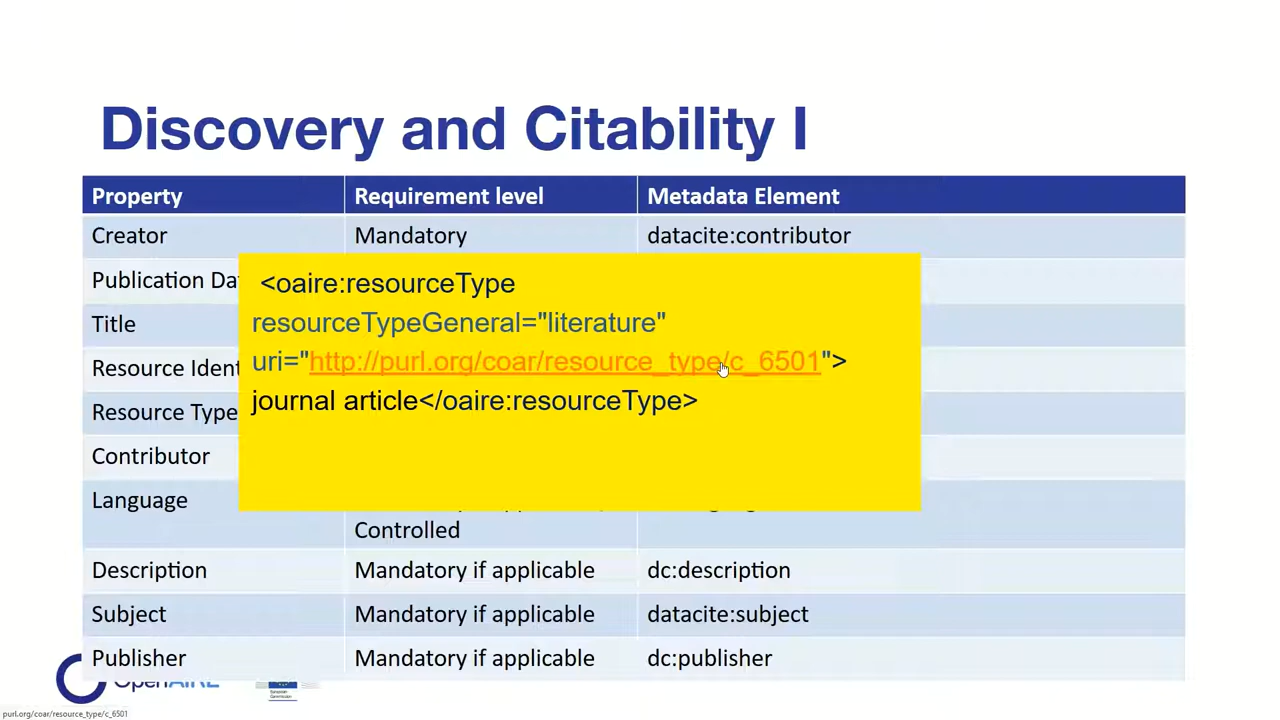 Discovery and Citability I
Property Requirement level Metadata Element
Creator Mandatory datacite:contributor
Publication Da
Title
Resource Ident
Resource Type
Contributor
<oaire:resourceType
resourceTypeGeneral="literature"
uri="http://purl.org/coar/resource_type/c_6501">
journal article</oaire:resourceType>
Language
Controlled
Description Mandatory if applicable dc:description
Subject Mandatory if applicable datacite:subject
Publisher Mandatory if applicable dc:publisher
OpenAIRE
purl.org/coar/resource_type/c_6501